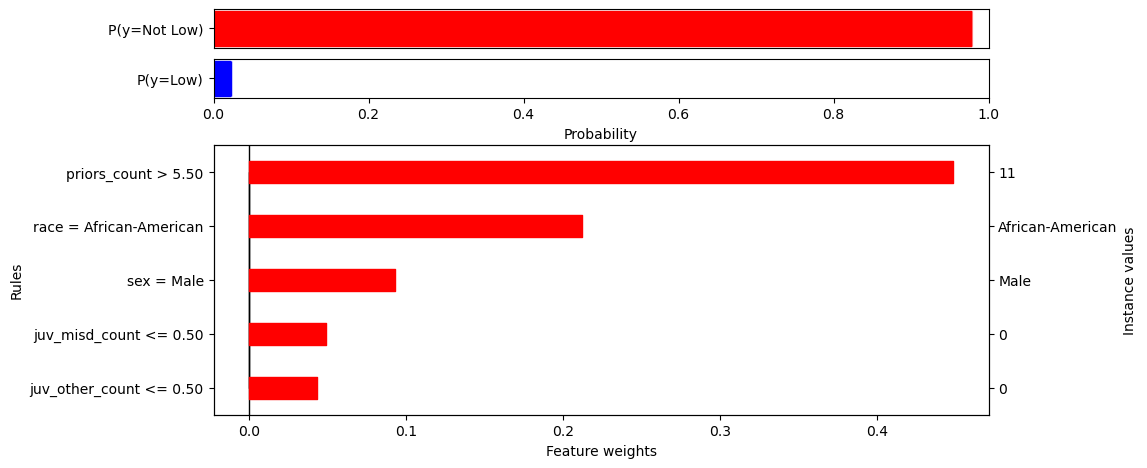 P(y=Not Low)
P(y=Low)
0.0 0.2 0.4 0.6 0.8 1.0
Probability
priors_count > 5.50 11
race = African-American African-American
sex = Male Male
juv_misd_count <= 0.50 0
juv_other_count <= 0.50 0
Rules
Instance values
0.0 0.1 0.2 0.3 0.4
Feature weights